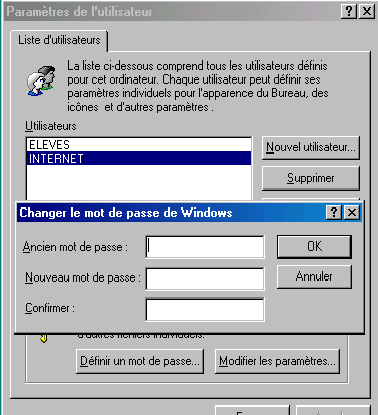 Paramètres de l'utilisateur
Liste d'utilisateurs
La liste ci-dessous comprend tous les utilisateurs définis
pour cet ordinateur. Chaque utilisateur peut définir ses
paramètres individuels pour l'apparence du Bureau, des
icônes et d'autres paramètres .
Utilisateurs
ELEVES
INTERNET
Nouvel utilisateur...
Supprimer
Changer le mot de passe de Windows
Ancien mot de passe :
OK
Nouveau mot de passe :
Annuler
Confirmer :
d'autres fichiers individuels.
Définir un mot de passe...
Modifier les paramètres...